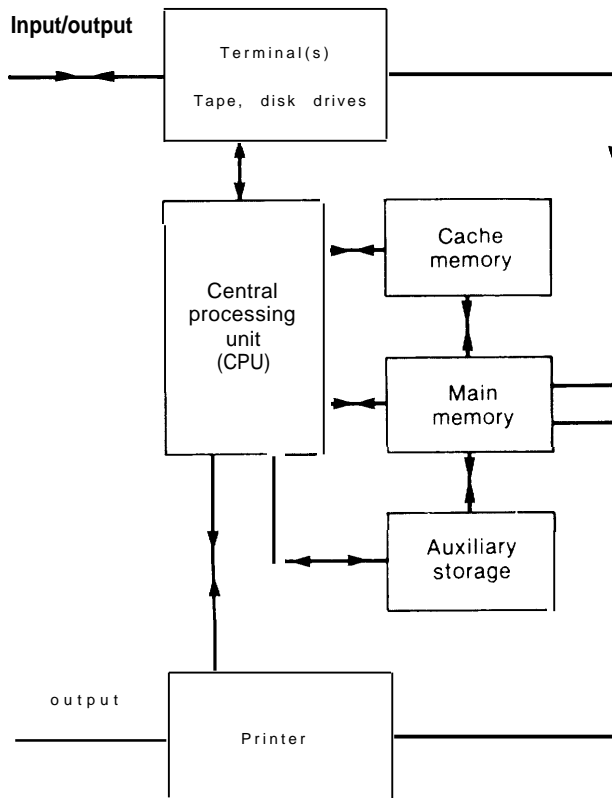 Input/output
Terminal(s)
Tape, disk drives
Cache
memory
Central
processing
unit
(CPU)
Main
memory
Auxiliary
storage
output
Printer